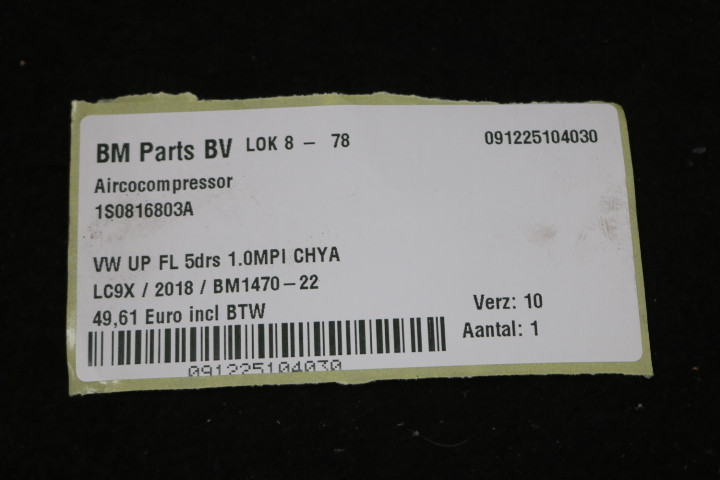 BM Parts BV LOK 8 - 78 091225104030
Aircocompressor
1S0816803A
VW UP FL 5drs 1.0MPI CHYA
LC9X / 2018 / BM1470-22
49,61 Euro incl BTW
Verz: 10
Aantal: 1
091225104030